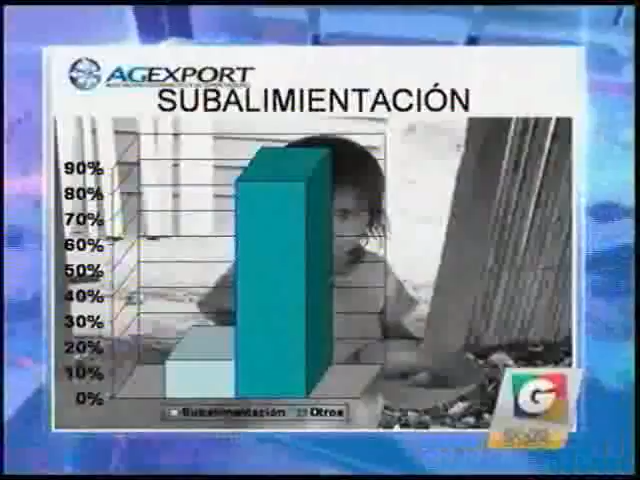 AGEXPORT
SUBALIMIENTACIÓN
90%
80%
70%
60%
50%
40%
30%
20%
10%
0%
Subalimentación Otros
G